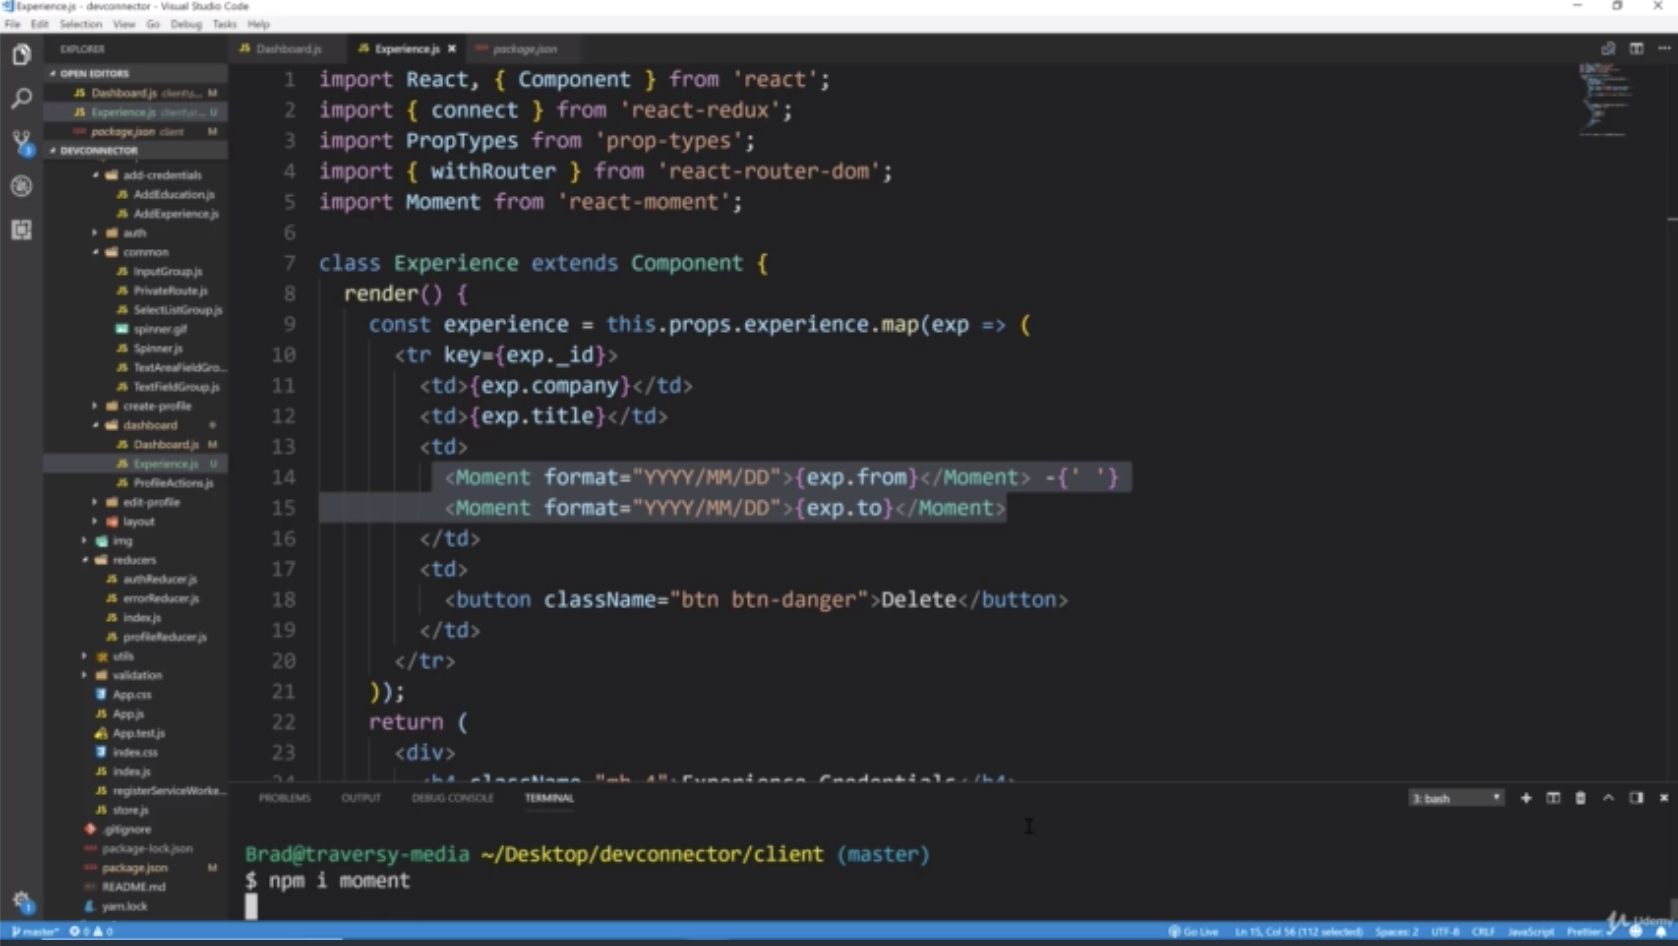 Experience.js - devconnector - Visual Studio Code
File Edit Selection View Go Debug Tasks Help
EXPLORER
Dashboard.js Experience.js package.json
OPEN EDITORS
Dashboard.js M
Experience.js U
package.json client M
DEVCONNECTOR
add-credentials
AddEducation.js
AddExperience.js
auth
common
InputGroup.js
PrivateRoute.js
SelectListGroup.js
spinner.gif
Spinner.js
TextAreaFieldGro...
TextFieldGroup.js
create-profile
dashboard
Dashboard.js M
Experience.js U
ProfileActions.js
edit-profile
layout
img
reducers
authReducer.js
errorReducer.js
index.js
profileReducer.js
utils
validation
App.css
App.js
App.test.js
index.css
index.js
registerServiceWorke...
store.js
.gitignore
package-lock.json
package.json M
README.md
yarn.lock
1 import React, { Component } from 'react';
2 import { connect } from 'react-redux';
3 import PropTypes from 'prop-types';
4 import { withRouter } from 'react-router-dom';
5 import Moment from 'react-moment';
6
7 class Experience extends Component {
8 render() {
9 const experience = this.props.experience.map(exp => (
10 <tr key={exp._id}>
11 <td>{exp.company}</td>
12 <td>{exp.title}</td>
13 <td>
14 <Moment format="YYYY/MM/DD">{exp.from}</Moment> -{' '}
15 <Moment format="YYYY/MM/DD">{exp.to}</Moment>
16 </td>
17 <td>
18 <button className="btn btn-danger">Delete</button>
19 </td>
20 </tr>
21 ));
22 return (
23 <div>
24 <h4 className="mb-4">Experience Credentials</h4>
PROBLEMS OUTPUT DEBUG CONSOLE TERMINAL 3: bash
Brad@traversy-media ~/Desktop/devconnector/client (master)
$ npm i moment
master* 0 0 Go Live Ln 15, Col 56 (112 selected) Spaces: 2 UTF-8 CRLF JavaScript Prettier
Udemy